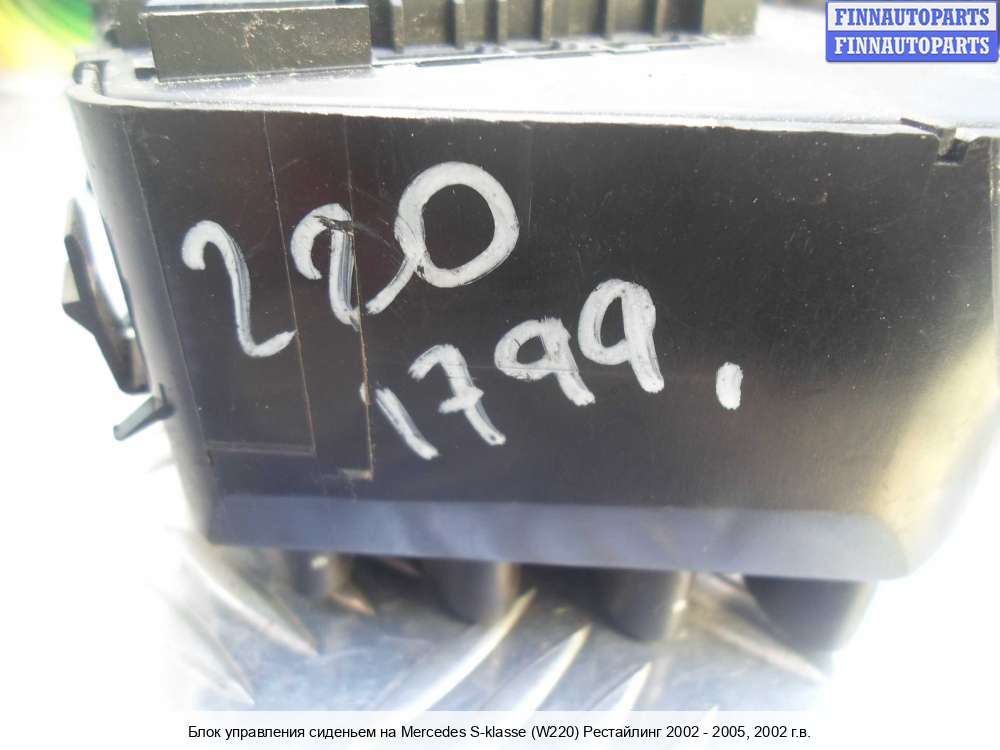 FINNAUTOPARTS
FINNAUTOPARTS
220
1799.
Блок управления сиденьем на Mercedes S-klasse (W220) Рестайлинг 2002 - 2005, 2002 г.в.